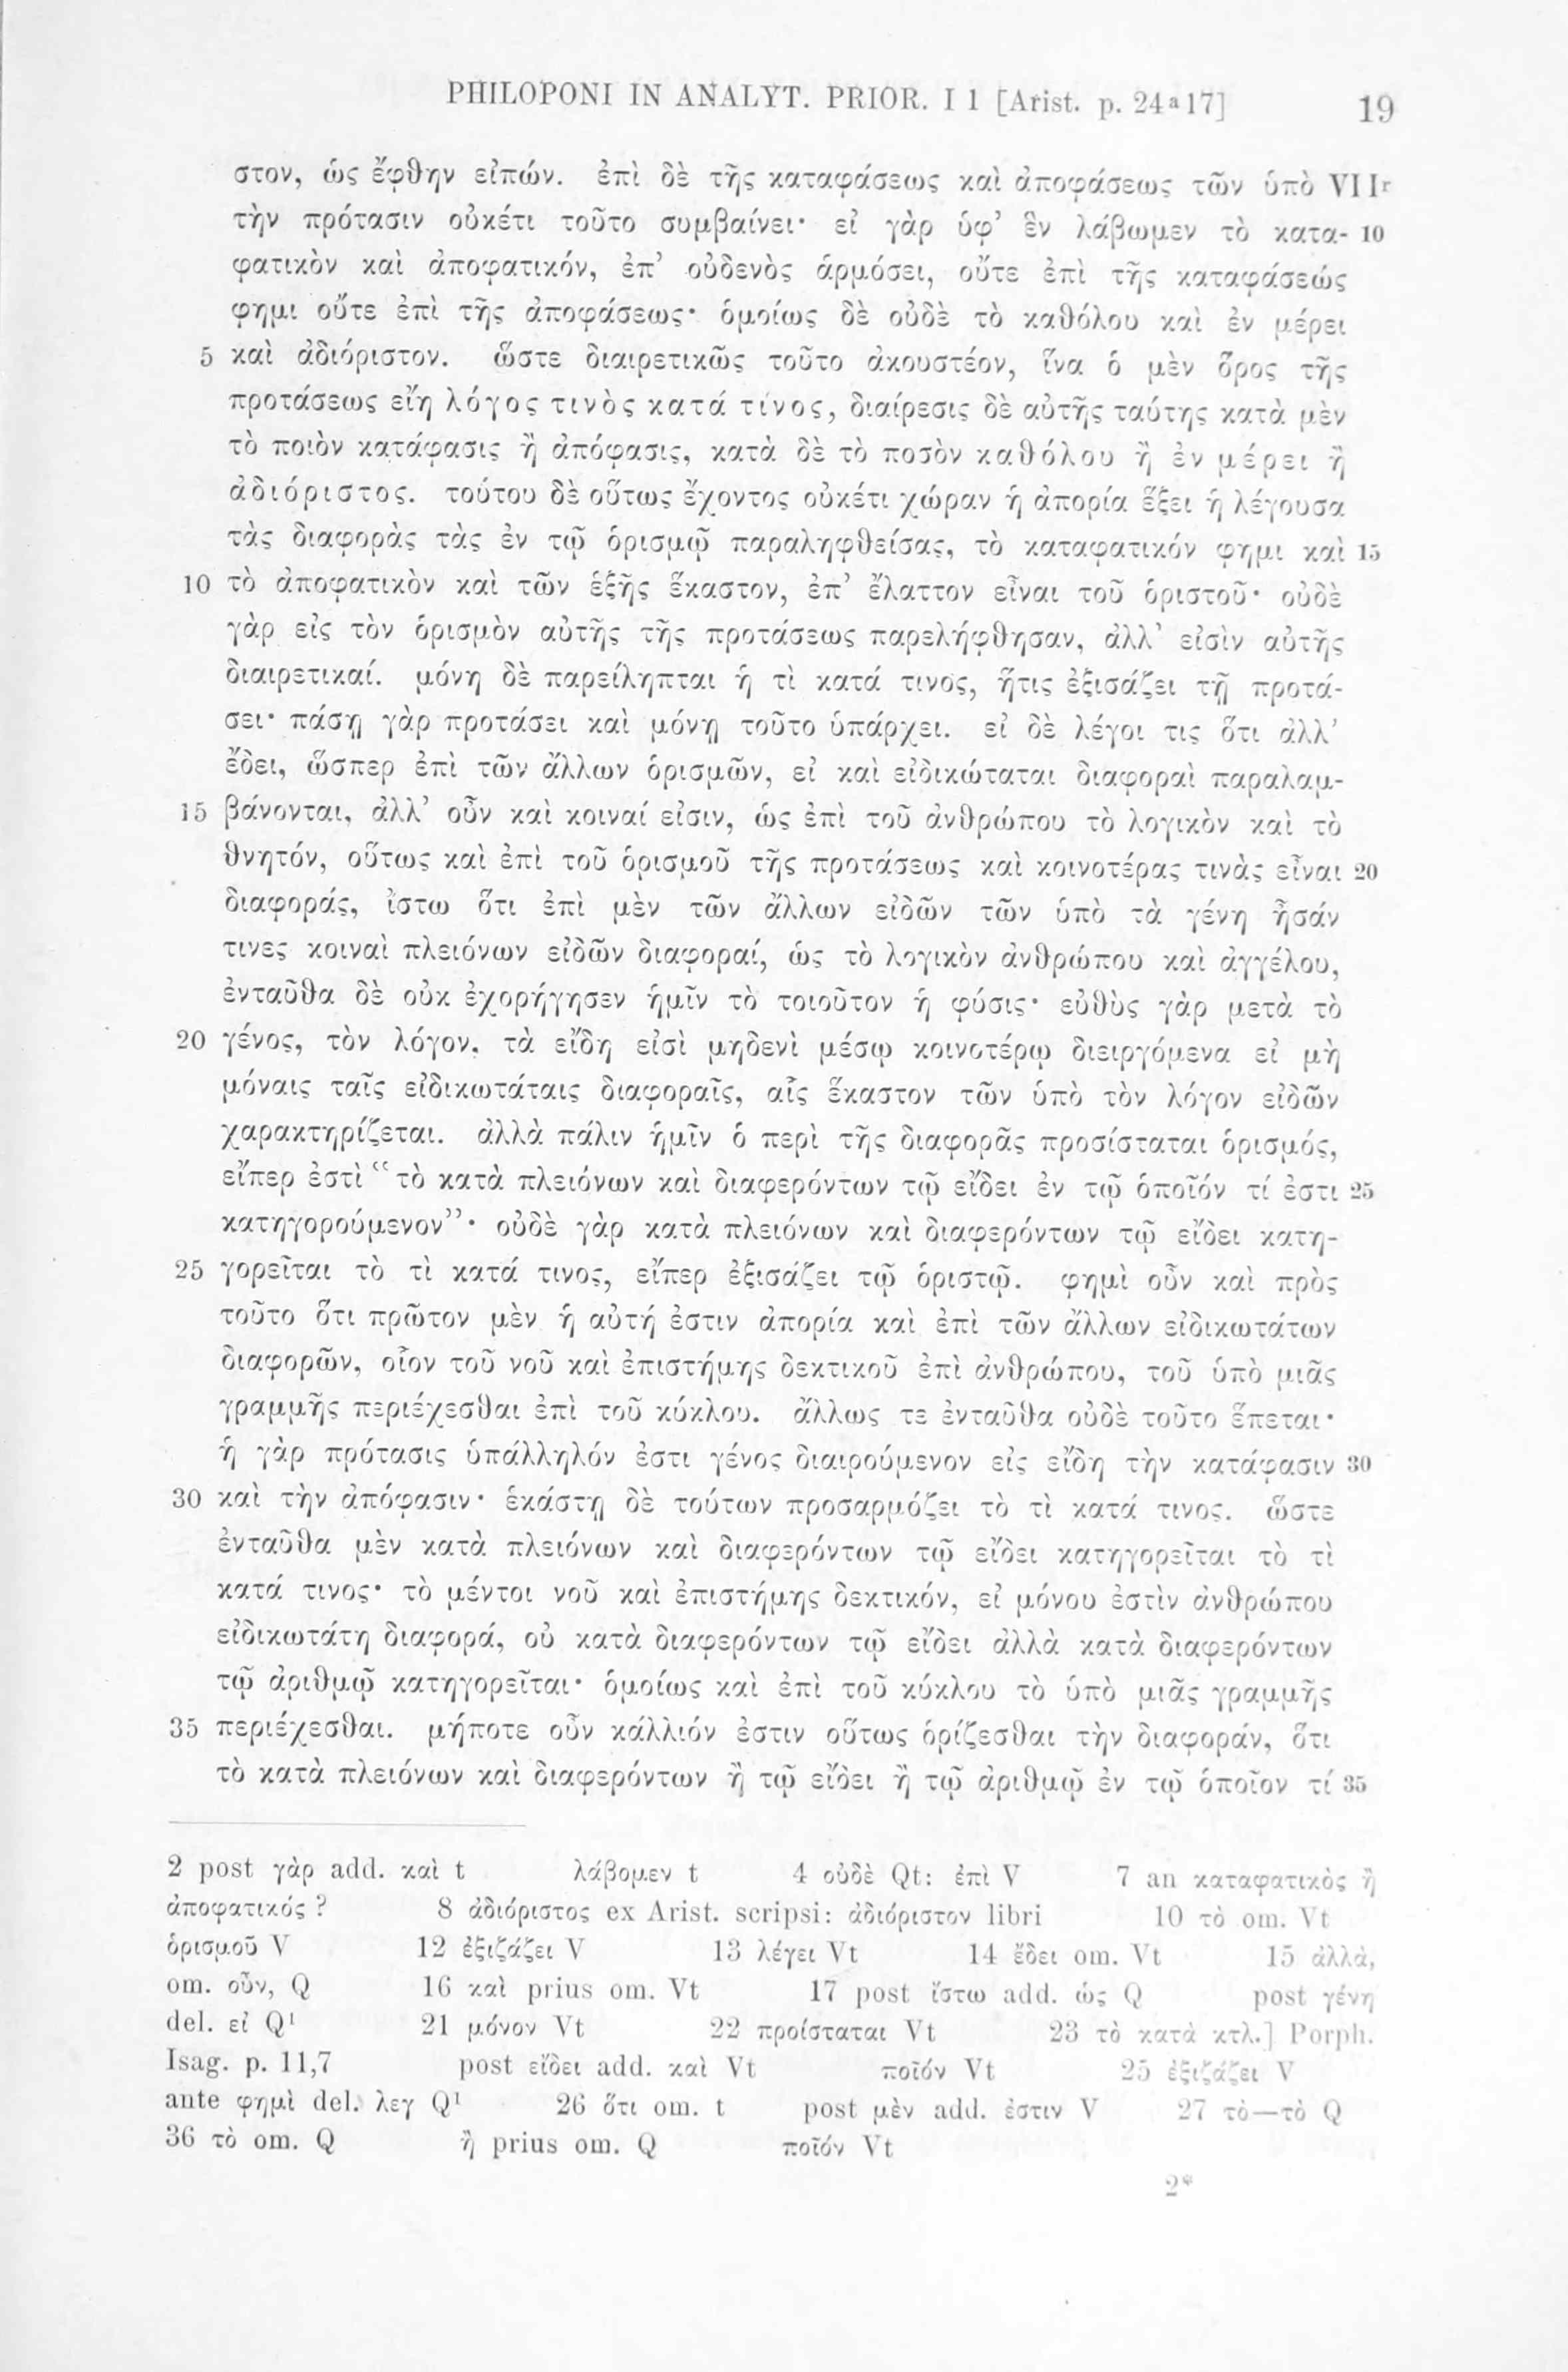 PHILOPONI IN ANALYT. PRIOR. I 1 [Arist. p. 24ª17] 19
στον, ὡς ἔφθην εἰπών. ἐπὶ δὲ τῆς καταφάσεως καὶ ἀποφάσεως τῶν ὑπὸ VII r
τὴν πρότασιν οὐκέτι τοῦτο συμβαίνει· εἰ γὰρ ὑφ’ ἓν λάβωμεν τὸ κατα- 10
φατικὸν καὶ ἀποφατικόν, ἐπ’ οὐδενὸς ἁρμόσει, οὔτε ἐπὶ τῆς καταφάσεώς
φημι οὔτε ἐπὶ τῆς ἀποφάσεως· ὁμοίως δὲ οὐδὲ τὸ καθόλου καὶ ἐν μέρει
5 καὶ ἀδιόριστον. ὥστε διαιρετικῶς τοῦτο ἀκουστέον, ἵνα ὁ μὲν ὅρος τῆς
προτάσεως εἴη λόγος τινὸς κατά τίνος, διαίρεσις δὲ αὐτῆς ταύτης κατὰ μὲν
τὸ ποιὸν κατάφασις ἢ ἀπόφασις, κατὰ δὲ τὸ ποσὸν καθόλου ἢ ἐν μέρει ἢ
ἀδιόριστος. τούτου δὲ οὕτως ἔχοντος οὐκέτι χώραν ἡ ἀπορία ἕξει ἡ λέγουσα
τὰς διαφορὰς τὰς ἐν τῷ ὁρισμῷ παραληφθείσας, τὸ καταφατικόν φημι καὶ 15
10 τὸ ἀποφατικὸν καὶ τῶν ἑξῆς ἕκαστον, ἐπ’ ἔλαττον εἶναι τοῦ ὁριστοῦ· οὐδὲ
γὰρ εἰς τὸν ὁρισμὸν αὐτῆς τῆς προτάσεως παρελήφθησαν, ἀλλ’ εἰσὶν αὐτῆς
διαιρετικαί. μόνη δὲ παρείληπται ἡ τὶ κατά τινος, ἥτις ἐξισάζει τῇ προτά-
σει· πάσῃ γὰρ προτάσει καὶ μόνῃ τοῦτο ὑπάρχει. εἰ δὲ λέγοι τις ὅτι ἀλλ’
ἔδει, ὥσπερ ἐπὶ τῶν ἄλλων ὁρισμῶν, εἰ καὶ εἰδικώταται διαφοραὶ παραλαμ-
15 βάνονται, ἀλλ’ οὖν καὶ κοιναί εἰσιν, ὡς ἐπὶ τοῦ ἀνθρώπου τὸ λογικὸν καὶ τὸ
θνητόν, οὕτως καὶ ἐπὶ τοῦ ὁρισμοῦ τῆς προτάσεως καὶ κοινοτέρας τινὰς εἶναι 20
διαφοράς, ἴστω ὅτι ἐπὶ μὲν τῶν ἄλλων εἰδῶν τῶν ὑπὸ τὰ γένη ἦσάν
τινες κοιναὶ πλειόνων εἰδῶν διαφοραί, ὡς τὸ λογικὸν ἀνθρώπου καὶ ἀγγέλου,
ἐνταῦθα δὲ οὐκ ἐχορήγησεν ἡμῖν τὸ τοιοῦτον ἡ φύσις· εὐθὺς γὰρ μετὰ τὸ
20 γένος, τὸν λόγον, τὰ εἴδη εἰσὶ μηδενὶ μέσῳ κοινοτέρῳ διειργόμενα εἰ μὴ
μόναις ταῖς εἰδικωτάταις διαφοραῖς, αἷς ἕκαστον τῶν ὑπὸ τὸν λόγον εἰδῶν
χαρακτηρίζεται. ἀλλὰ πάλιν ἡμῖν ὁ περὶ τῆς διαφορᾶς προσίσταται ὁρισμός,
εἴπερ ἐστὶ “τὸ κατὰ πλειόνων καὶ διαφερόντων τῷ εἴδει ἐν τῷ ὁποῖόν τί ἐστι 25
κατηγορούμενον”· οὐδὲ γὰρ κατὰ πλειόνων καὶ διαφερόντων τῷ εἴδει κατη-
25 γορεῖται τὸ τὶ κατά τινος, εἴπερ ἐξισάζει τῷ ὁριστῷ. φημὶ οὖν καὶ πρὸς
τοῦτο ὅτι πρῶτον μὲν ἡ αὐτή ἐστιν ἀπορία καὶ ἐπὶ τῶν ἄλλων εἰδικωτάτων
διαφορῶν, οἷον τοῦ νοῦ καὶ ἐπιστήμης δεκτικοῦ ἐπὶ ἀνθρώπου, τοῦ ὑπὸ μιᾶς
γραμμῆς περιέχεσθαι ἐπὶ τοῦ κύκλου. ἄλλως τε ἐνταῦθα οὐδὲ τοῦτο ἕπεται·
ἡ γὰρ πρότασις ὑπάλληλόν ἐστι γένος διαιρούμενον εἰς εἴδη τὴν κατάφασιν 30
30 καὶ τὴν ἀπόφασιν· ἑκάστῃ δὲ τούτων προσαρμόζει τὸ τὶ κατά τινος. ὥστε
ἐνταῦθα μὲν κατὰ πλειόνων καὶ διαφερόντων τῷ εἴδει κατηγορεῖται τὸ τὶ
κατά τινος· τὸ μέντοι νοῦ καὶ ἐπιστήμης δεκτικόν, εἰ μόνου ἐστὶν ἀνθρώπου
εἰδικωτάτη διαφορά, οὐ κατὰ διαφερόντων τῷ εἴδει ἀλλὰ κατὰ διαφερόντων
τῷ ἀριθμῷ κατηγορεῖται· ὁμοίως καὶ ἐπὶ τοῦ κύκλου τὸ ὑπὸ μιᾶς γραμμῆς
35 περιέχεσθαι. μήποτε οὖν κάλλιόν ἐστιν οὕτως ὁρίζεσθαι τὴν διαφοράν, ὅτι
τὸ κατὰ πλειόνων καὶ διαφερόντων ἢ τῷ εἴδει ἢ τῷ ἀριθμῷ ἐν τῷ ὁποῖον τί 35
2 post γὰρ add. καὶ t λάβομεν t 4 οὐδὲ Qt: ἐπὶ V 7 an καταφατικὸς ἢ
ἀποφατικός? 8 ἀδιόριστος ex Arist. scripsi: ἀδιόριστον libri 10 τὸ om. Vt
ὁρισμοῦ V 12 ἐξιζάζει V 13 λέγει Vt 14 ἔδει om. Vt 15 ἀλλὰ,
om. οὖν, Q 16 καὶ prius om. Vt 17 post ἴστω add. ὡς Q post γένη
del. εἰ Q¹ 21 μόνον Vt 22 προίσταται Vt 23 τὸ κατὰ κτλ.] Porph.
Isag. p. 11,7 post εἴδει add. καὶ Vt ποῖόν Vt 25 ἐξιζάζει V
ante φημὶ del. λεγ Q¹ 26 ὅτι om. t post μὲν add. ἐστιν V 27 τὸ—τὸ Q
36 τὸ om. Q ἢ prius om. Q ποῖόν Vt
2*